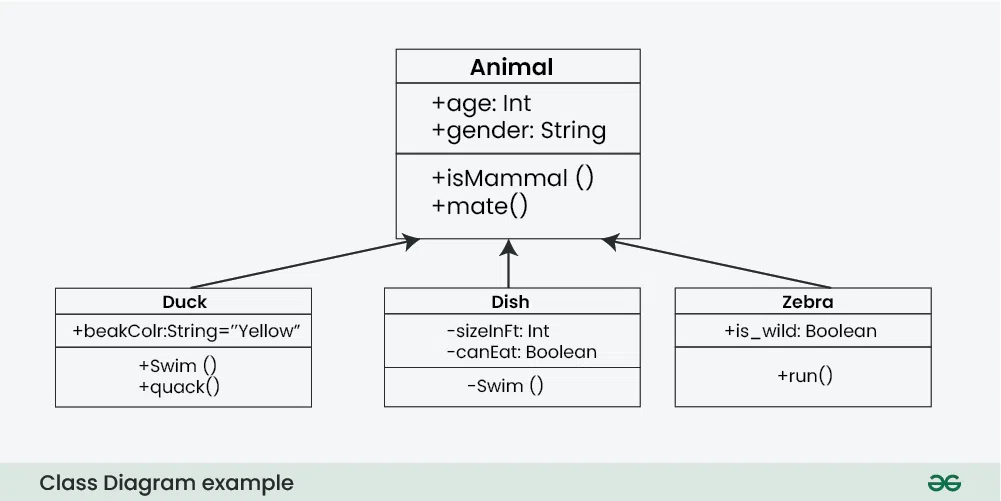 Animal
+age: Int
+gender: String
+isMammal ()
+mate()
Duck
+beakColr:String=”Yellow”
+Swim ()
+quack()
Dish
-sizeInFt: Int
-canEat: Boolean
-Swim ()
Zebra
+is_wild: Boolean
+run()
Class Diagram example